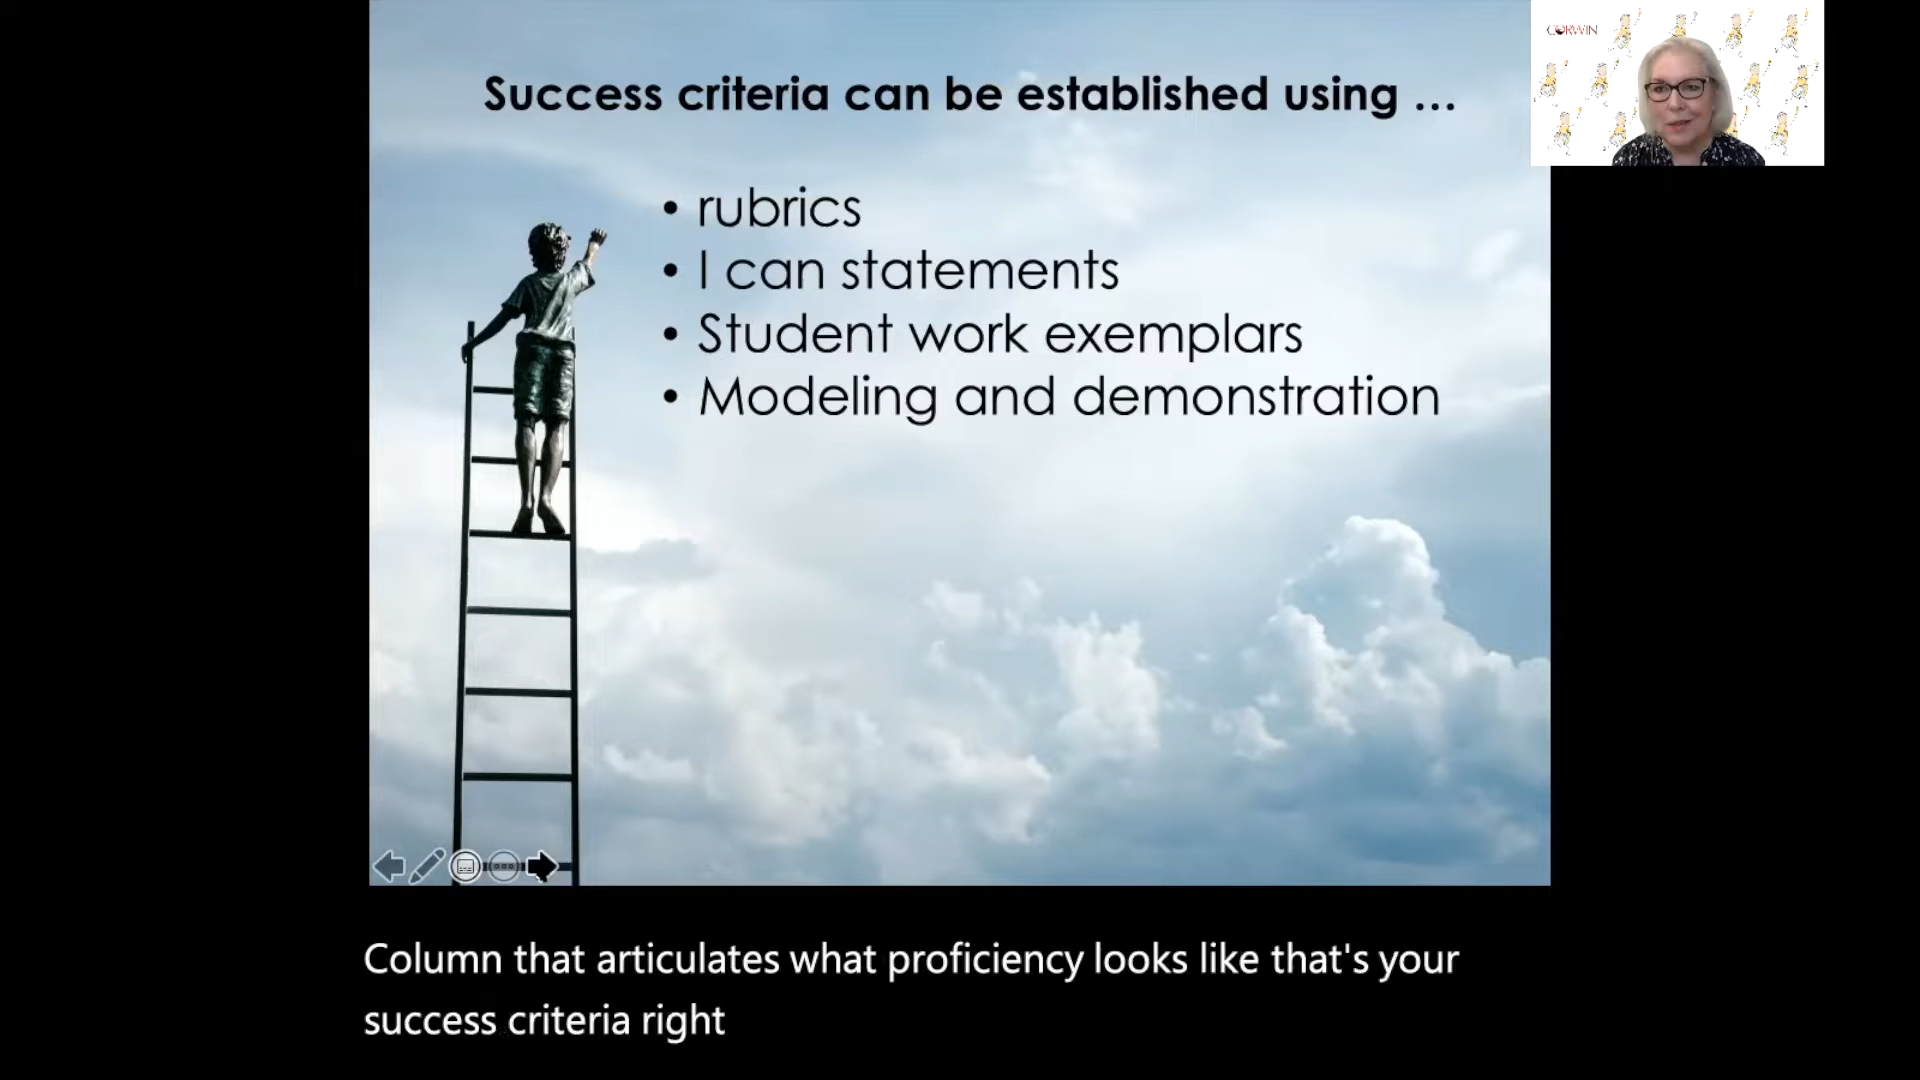 Success criteria can be established using ...
CORWIN
• rubrics
• I can statements
• Student work exemplars
• Modeling and demonstration
Column that articulates what proficiency looks like that's your
success criteria right